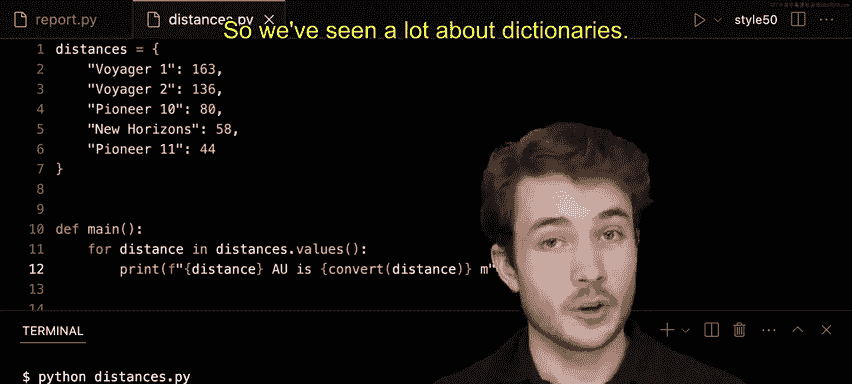 report.py
distances.py
style50
So we've seen a lot about dictionaries.
1 distances = {
2 "Voyager 1": 163,
3 "Voyager 2": 136,
4 "Pioneer 10": 80,
5 "New Horizons": 58,
6 "Pioneer 11": 44
7 }
8
9
10 def main():
11 for distance in distances.values():
12 print(f"{distance} AU is {convert(distance)} m"
13
14
TERMINAL
$ python distances.py